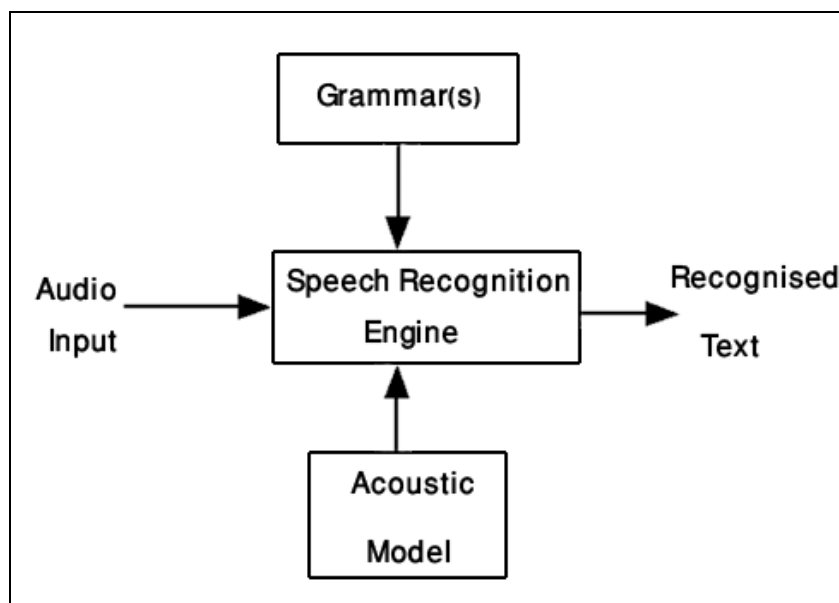 Grammar(s)
Audio
Input
Speech Recognition
Engine
Recognised
Text
Acoustic
Model